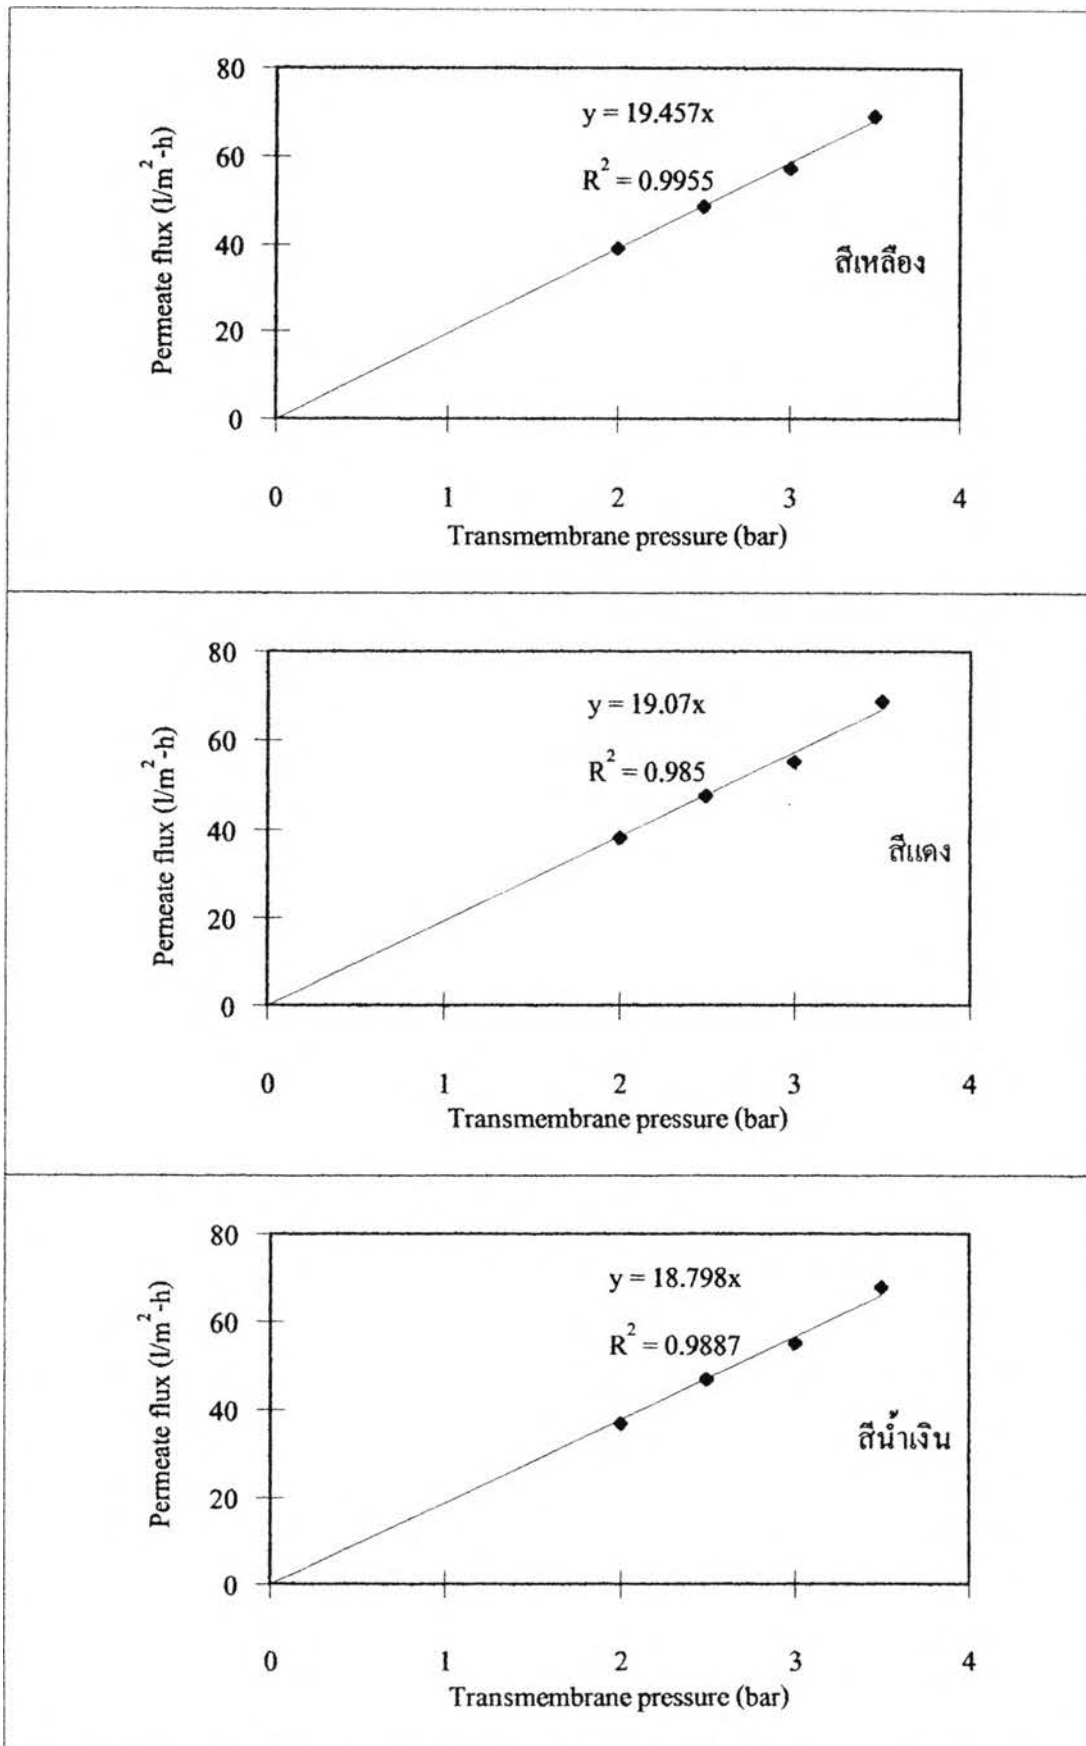 80
y = 19.457x
60
R² = 0.9955
Permeate flux (l/m²-h)
40
สีเหลือง
20
0
0 1 2 3 4
Transmembrane pressure (bar)
80
y = 19.07x
60
R² = 0.985
Permeate flux (l/m²-h)
40
สีแดง
20
0
0 1 2 3 4
Transmembrane pressure (bar)
80
y = 18.798x
60
R² = 0.9887
Permeate flux (l/m²-h)
40
สีน้ำเงิน
20
0
0 1 2 3 4
Transmembrane pressure (bar)